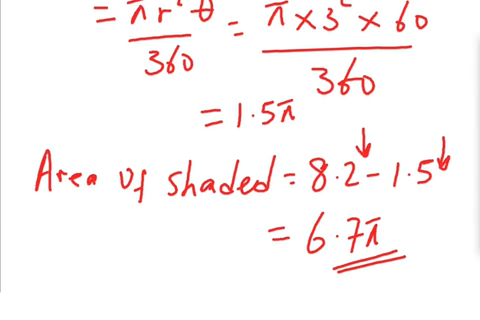 = πr²θ/360 = π×3²×60/360
= 1.5π
Area of shaded = 8.2 - 1.5
= 6.7π